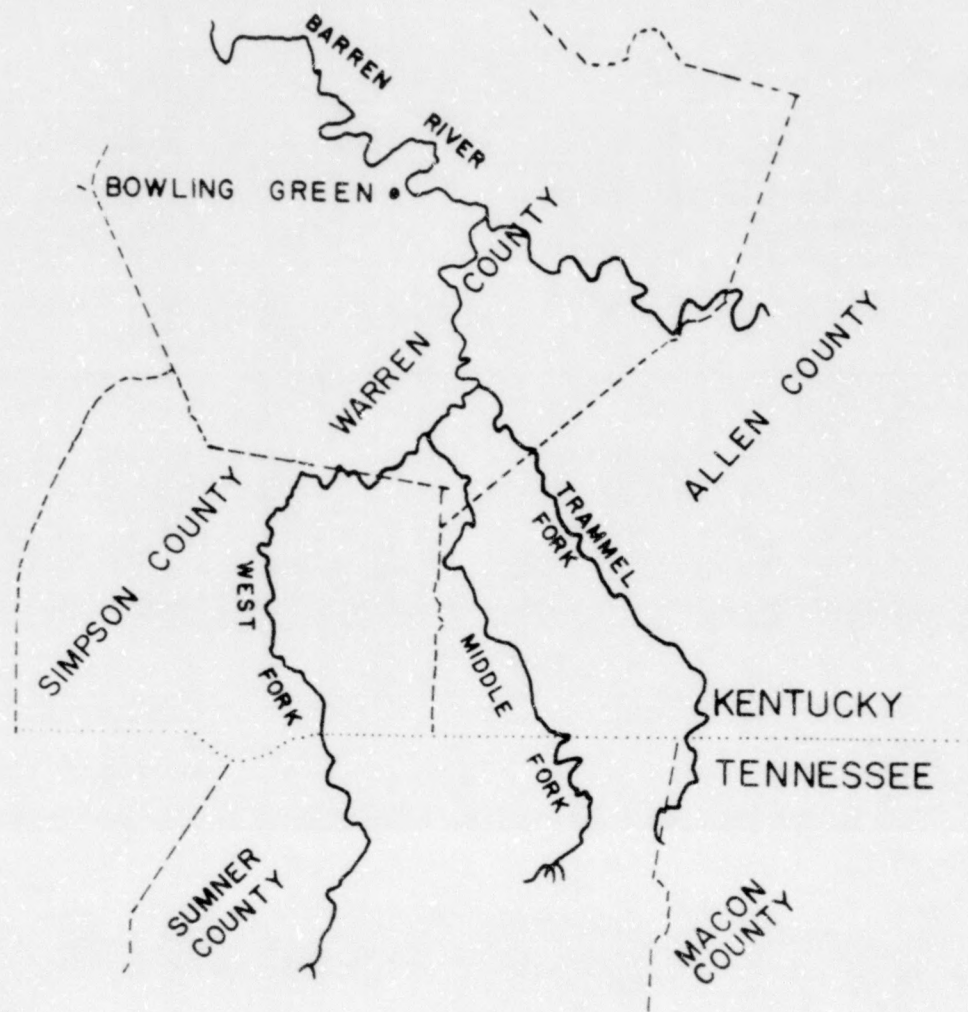 BARREN
RIVER
BOWLING GREEN
WARREN COUNTY
ALLEN COUNTY
SIMPSON COUNTY
WEST
FORK
TRAMMEL
FORK
MIDDLE
FORK
KENTUCKY
TENNESSEE
SUMNER
COUNTY
MACON
COUNTY